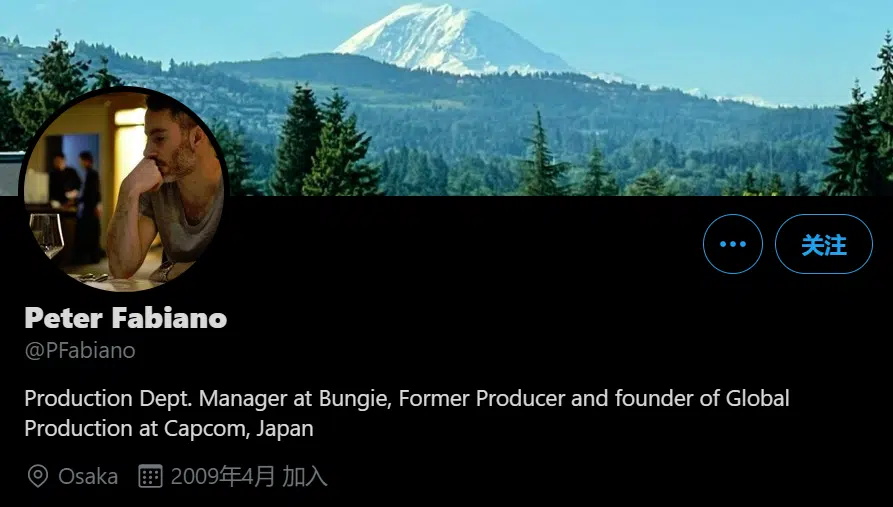 关注
Peter Fabiano
@PFabiano
Production Dept. Manager at Bungie, Former Producer and founder of Global
Production at Capcom, Japan
Osaka 2009年4月 加入